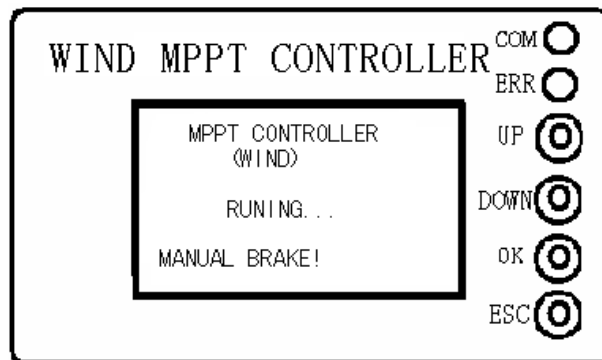 WIND MPPT CONTROLLER
COM
ERR
MPPT CONTROLLER
(WIND)
UP
RUNING...
DOWN
MANUAL BRAKE!
OK
ESC